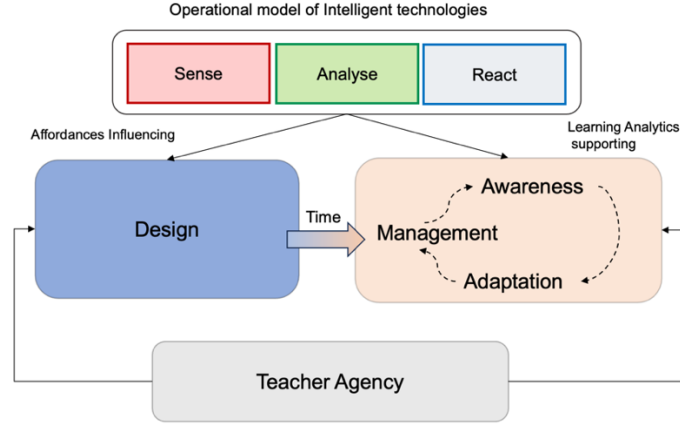 Operational model of Intelligent technologies
Sense
Analyse
React
Affordances Influencing
Learning Analytics
supporting
Design
Time
Awareness
Management
Adaptation
Teacher Agency